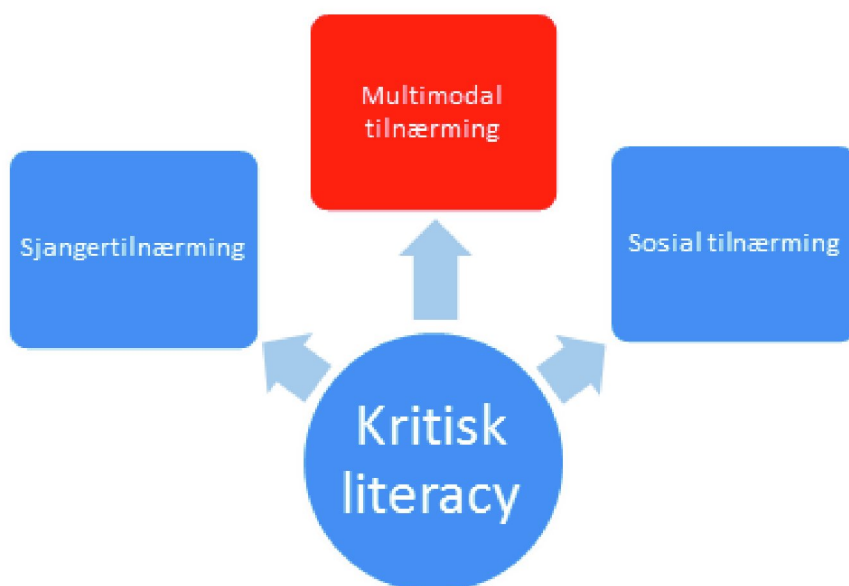 Multimodal
tilnærming
Sjangertilnærming
Sosial tilnærming
Kritisk
literacy